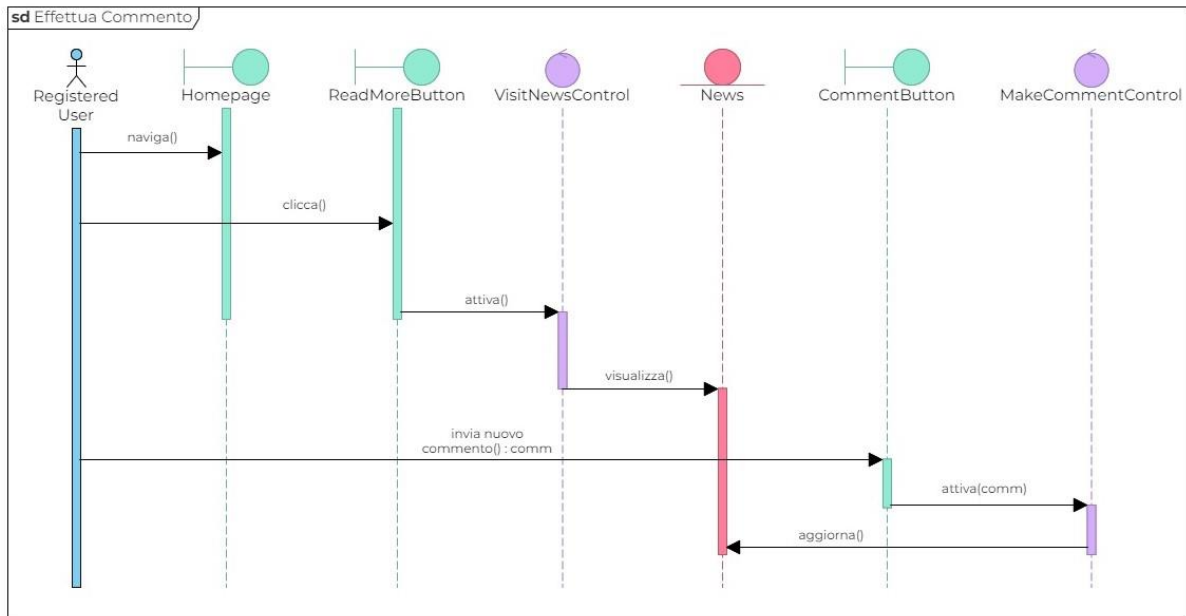 sd Effettua Commento
Registered
User
Homepage
ReadMoreButton
VisitNewsControl
News
CommentButton
MakeCommentControl
naviga()
clicca()
attiva()
visualizza()
invia nuovo
commento() : comm
attiva(comm)
aggiorna()